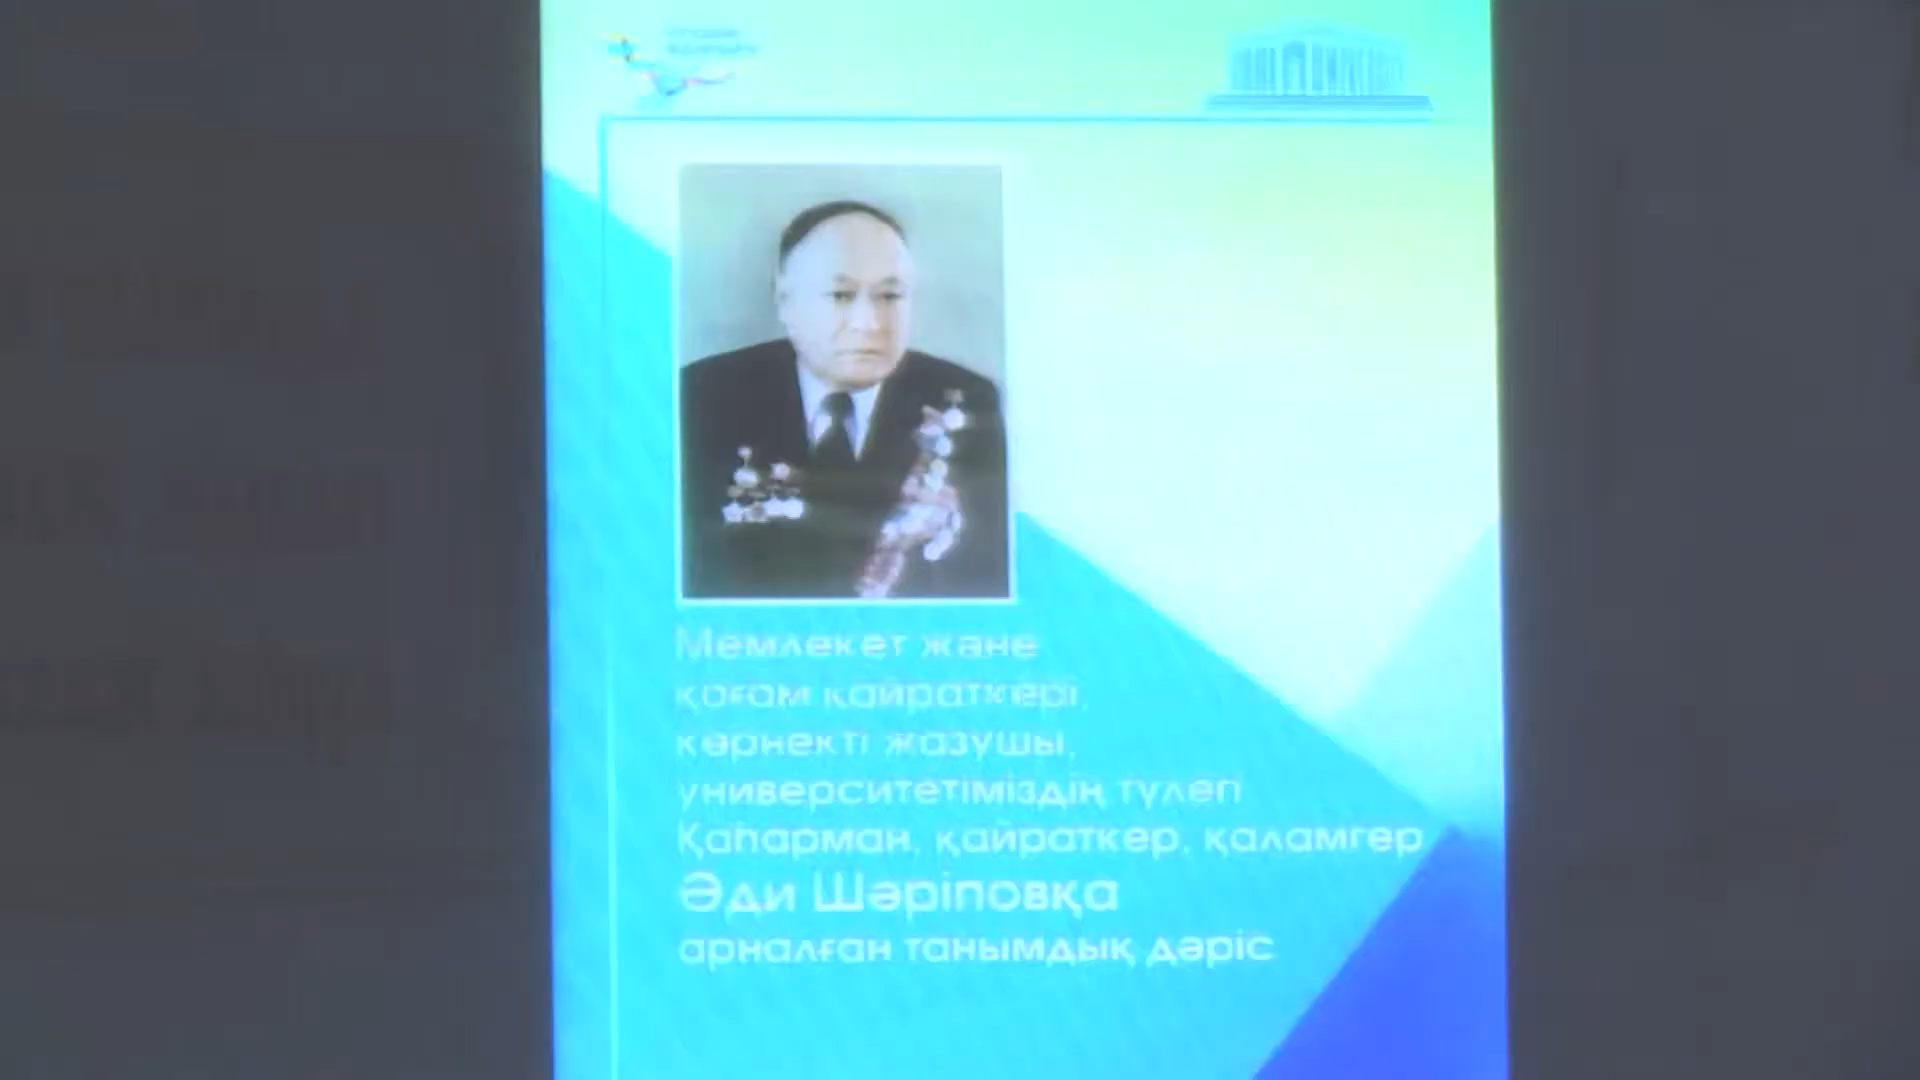 Мемлекет және
қоғам қайраткері,
көрнекті жазушы,
университетіміздің түлегі
Қаһарман, қайраткер, қаламгер
Әди Шәріповқа
арналған танымдық дәріс